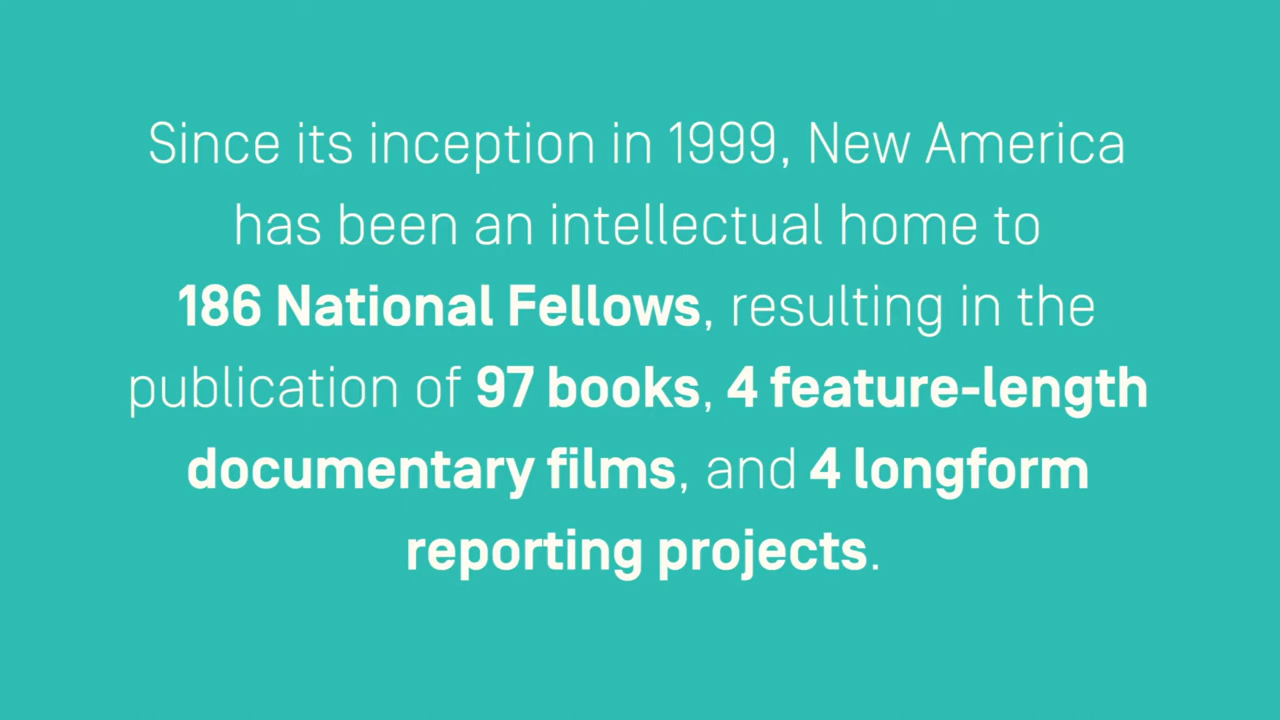 Since its inception in 1999, New America
has been an intellectual home to
186 National Fellows, resulting in the
publication of 97 books, 4 feature-length
documentary films, and 4 longform
reporting projects.